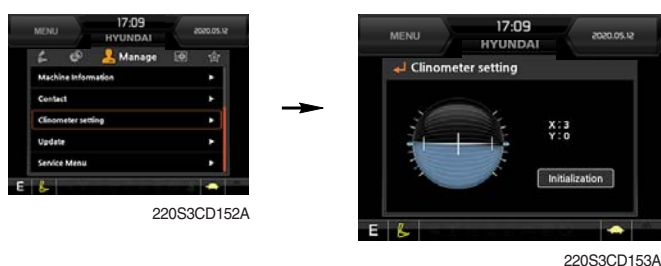 MENU
17:09
HYUNDAI
2020.05.12
Manage
Machine Information
Contact
Clinometer setting
Update
Service Menu
E
220S3CD152A
MENU
17:09
HYUNDAI
2020.05.12
Clinometer setting
X : 3
Y : 0
Initialization
E
220S3CD153A